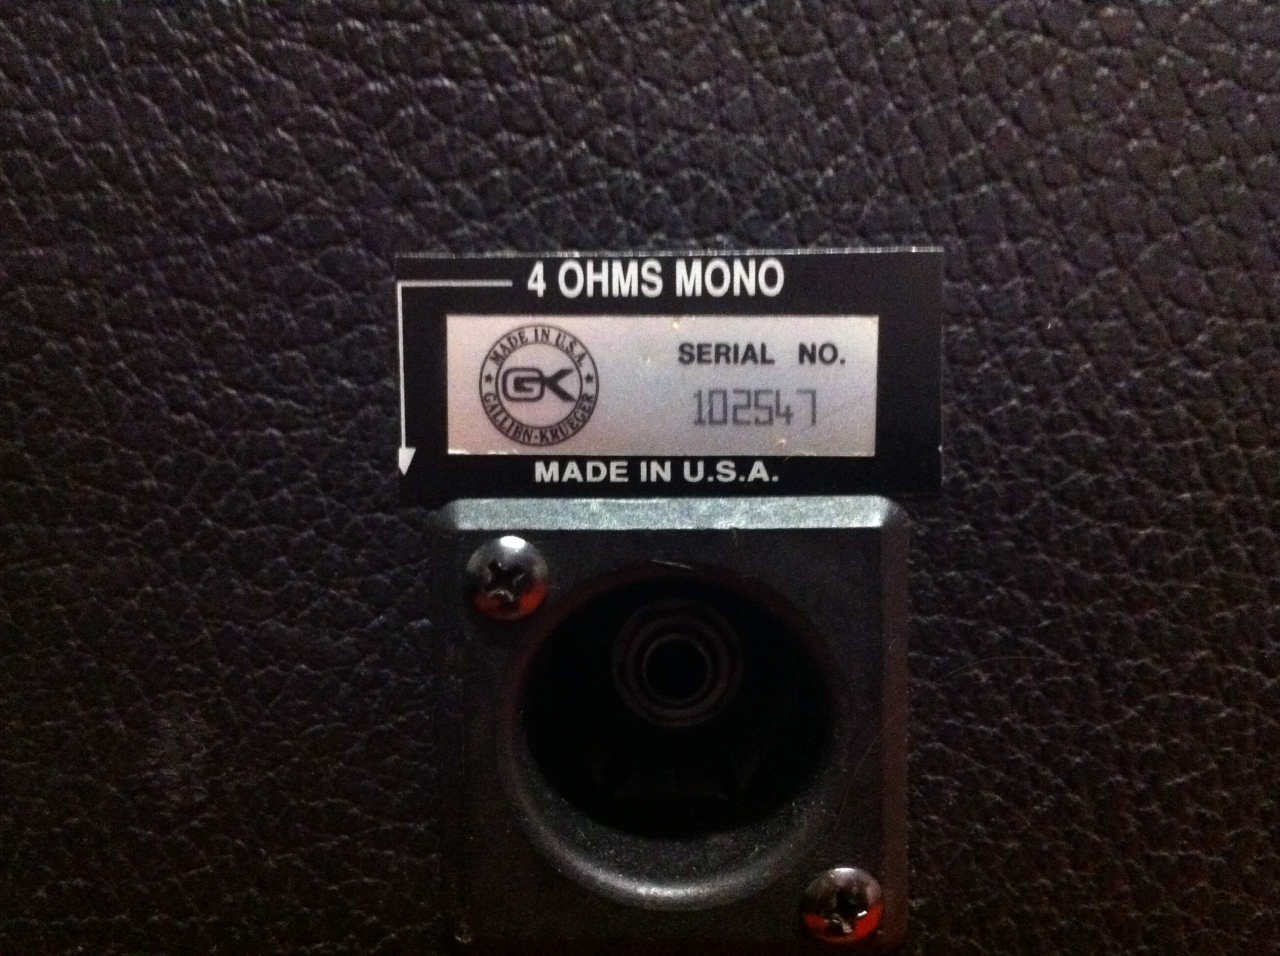 4 OHMS MONO
MADE IN U.S.A.
GK
GALLIEN-KRUEGER
SERIAL NO.
102547
MADE IN U.S.A.